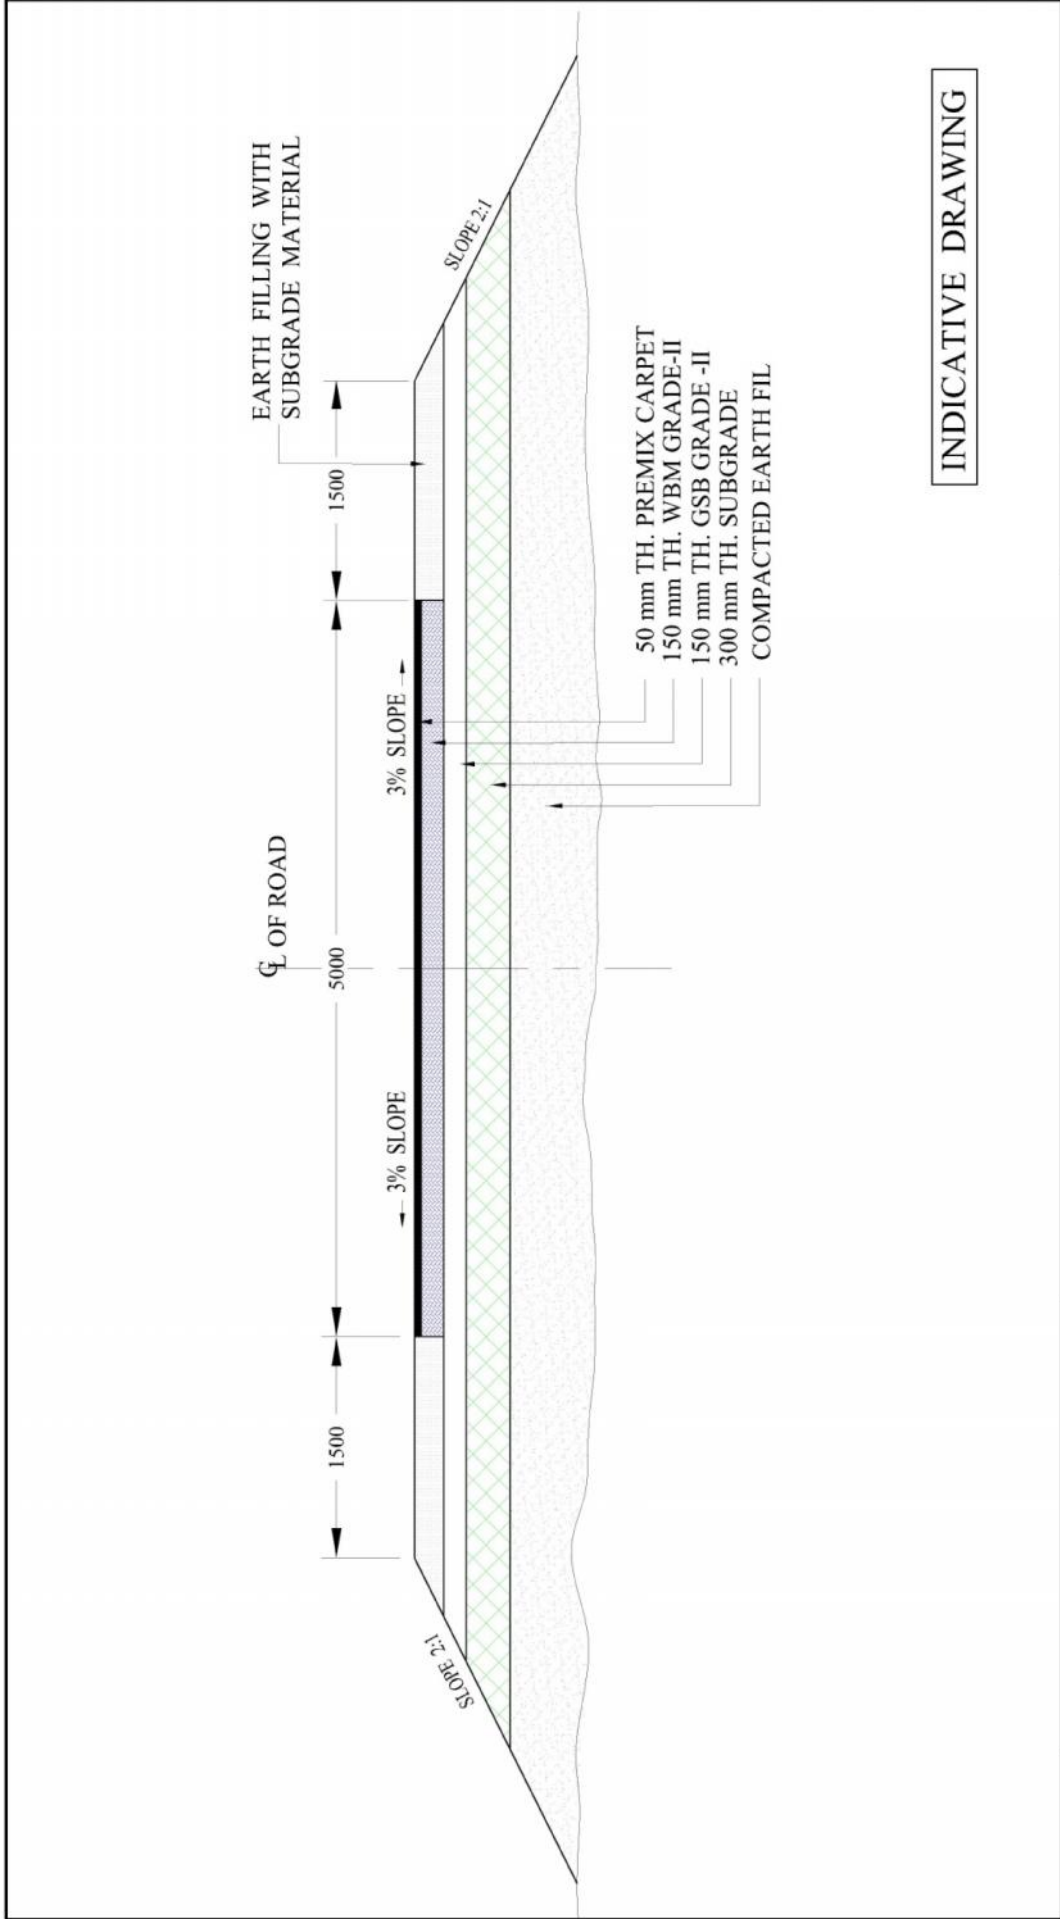 EARTH FILLING WITH
SUBGRADE MATERIAL
℄ OF ROAD
1500
5000
1500
3% SLOPE
3% SLOPE
SLOPE 2:1
SLOPE 2:1
50 mm TH. PREMIX CARPET
150 mm TH. WBM GRADE-II
150 mm TH. GSB GRADE -II
300 mm TH. SUBGRADE
COMPACTED EARTH FIL
INDICATIVE DRAWING